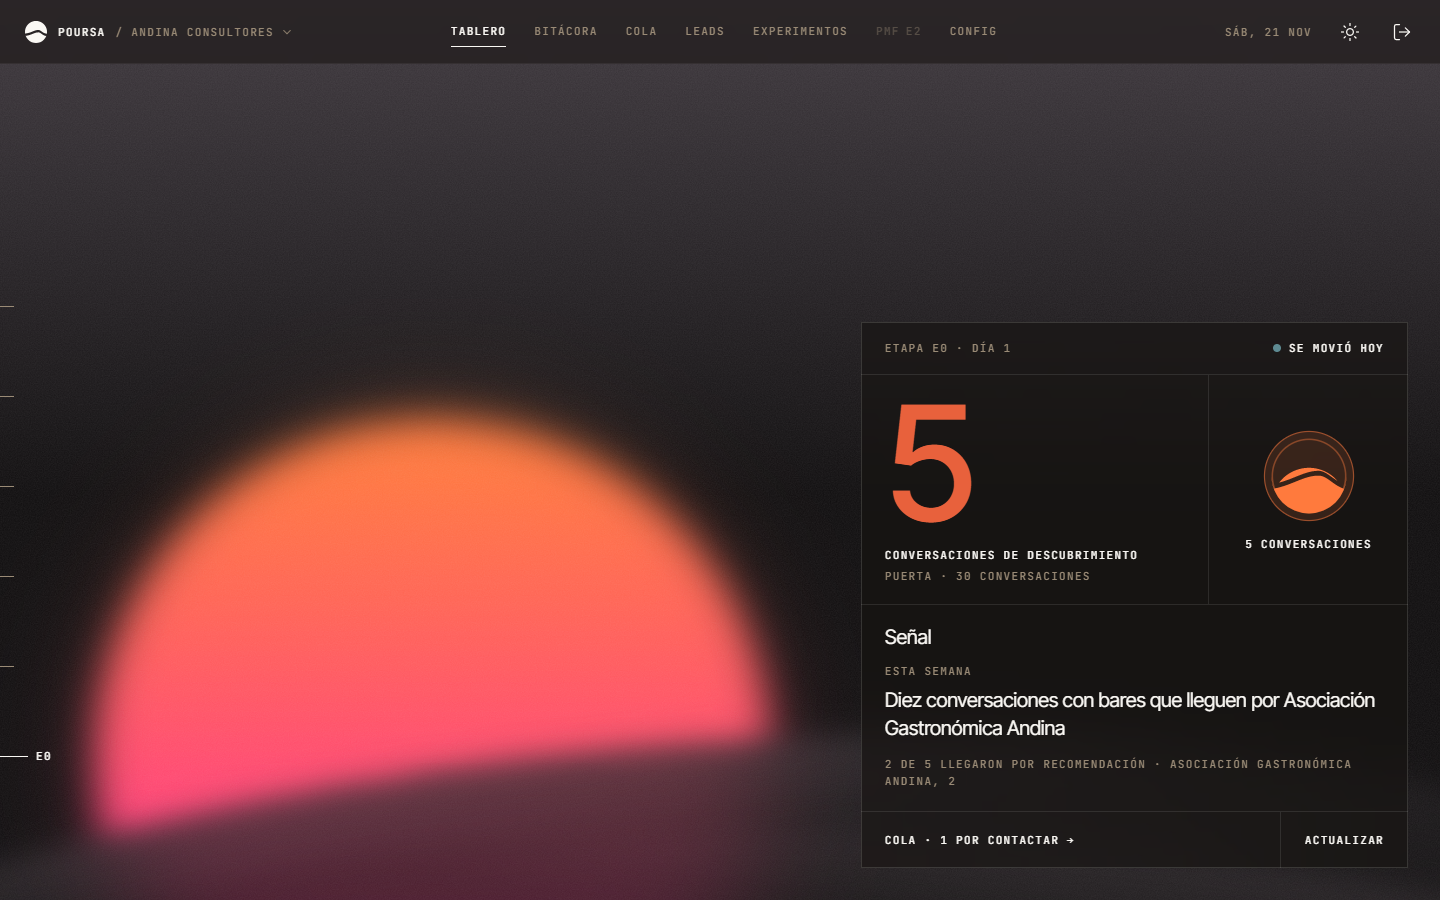 POURSA / ANDINA CONSULTORES
TABLERO
BITÁCORA
COLA
LEADS
EXPERIMENTOS
PMF E2
CONFIG
SÁB, 21 NOV
ETAPA E0 · DÍA 1
SE MOVIÓ HOY
5
CONVERSACIONES DE DESCUBRIMIENTO
PUERTA · 30 CONVERSACIONES
5 CONVERSACIONES
Señal
ESTA SEMANA
Diez conversaciones con bares que lleguen por Asociación
Gastronómica Andina
2 DE 5 LLEGARON POR RECOMENDACIÓN · ASOCIACIÓN GASTRONÓMICA
ANDINA, 2
E0
COLA · 1 POR CONTACTAR →
ACTUALIZAR